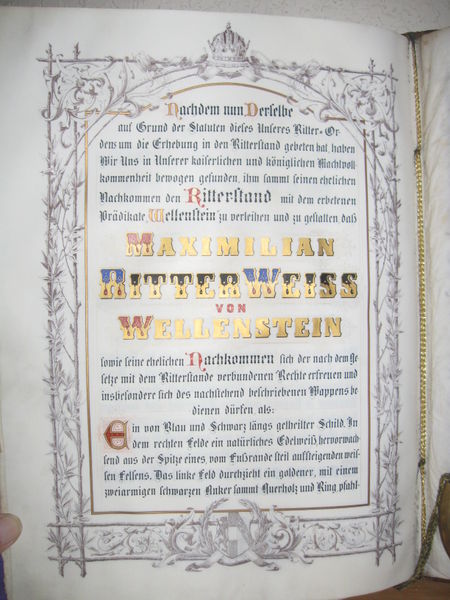 Nachdem nun Derselbe
auf Grund der Statuten dieses Unseres Ritter-Or-
dens um die Erhebung in den Ritterstand gebeten hat, haben
Wir Uns in Unserer kaiserlichen und königlichen Machtvoll-
kommenheit bewogen gefunden, ihm sammt seinen ehelichen
Nachkommen den Ritterstand mit dem erbetenen
Prädikate Wellenstein zu verleihen und zu gestatten, daß
MAXIMILIAN
RITTER WEISS
VON
WELLENSTEIN
sowie seine ehelichen Nachkommen sich der nach dem Ge
setze mit dem Ritterstande verbundenen Rechte erfreuen und
insbesondere sich des nachstehend beschriebenen Wappens be
dienen dürfen als:
Ein von Blau und Schwarz längs getheilter Schild. In
dem rechten Felde ein natürliches Edelweiß, hervorwach-
send aus der Spitze eines, vom Fußrande steil aufsteigenden weis-
sen Felsens. Das linke Feld durchzieht ein goldener, mit einem
zweiarmigen schwarzen Anker sammt Querholz und Ring, pfahl-